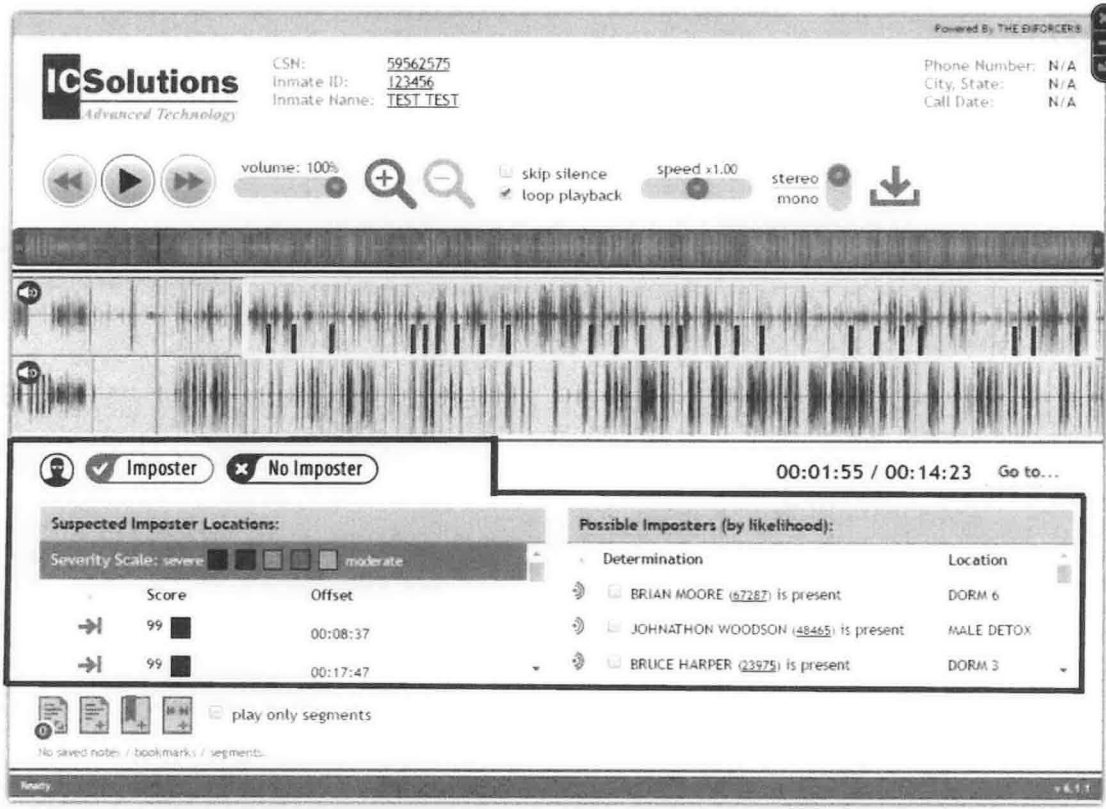 Powered By THE ENFORCER®
ICSolutions
Advanced Technology
CSN: 59562575
Inmate ID: 123456
Inmate Name: TEST TEST
Phone Number: N/A
City, State: N/A
Call Date: N/A
volume: 100%
skip silence
loop playback
speed x1.00
stereo
mono
Imposter
No Imposter
00:01:55 / 00:14:23 Go to...
Suspected Imposter Locations:
Severity Scale: severe moderate
Score Offset
99 00:08:37
99 00:17:47
Possible Imposters (by likelihood):
Determination Location
BRIAN MOORE (67287) is present DORM 6
JOHNATHON WOODSON (48465) is present MALE DETOX
BRUCE HARPER (23975) is present DORM 3
0
play only segments
No saved notes / bookmarks / segments.
Ready
v 6.1.1